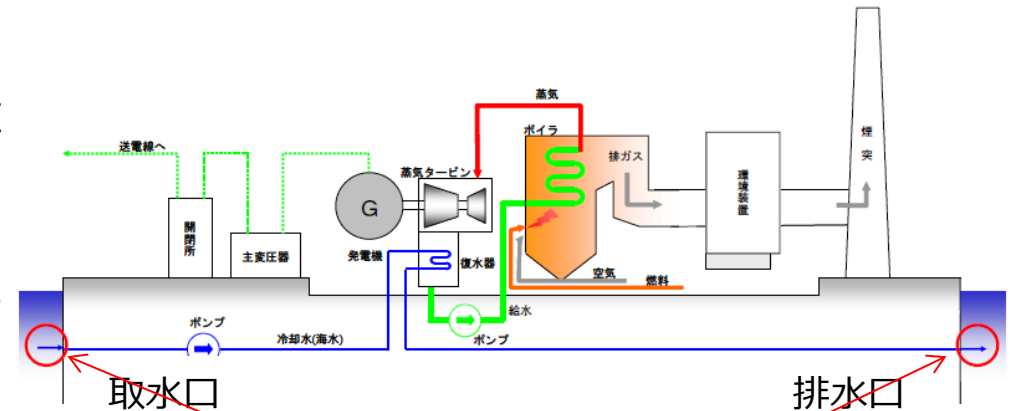 蒸気
ボイラ
煙突
送電線へ
排ガス
蒸気タービン
環境装置
G
開閉所
主変圧器
発電機
復水器
空気
燃料
給水
ポンプ
冷却水(海水)
ポンプ
取水口
排水口